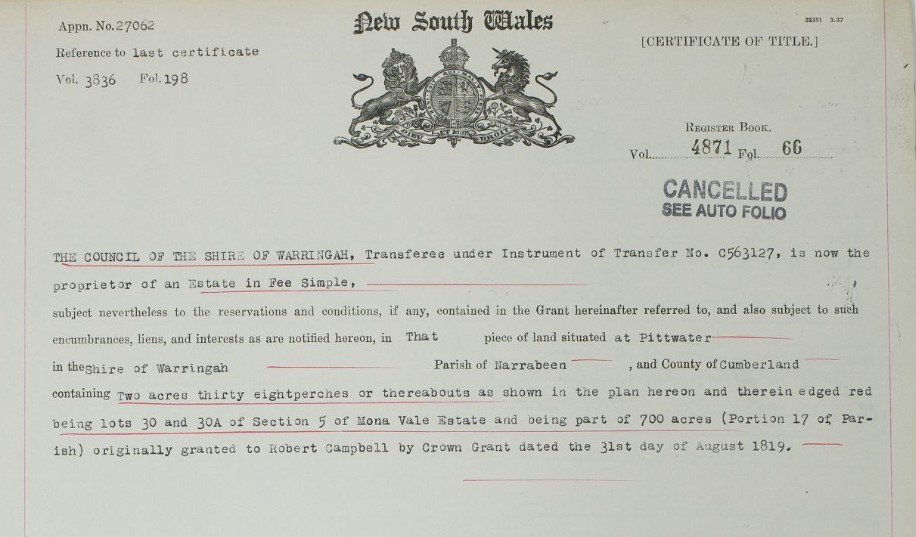 Appn. No. 27062
Reference to last certificate
Vol. 3836 Fol. 198
New South Wales
DIEU ET MON DROIT
[CERTIFICATE OF TITLE.]
REGISTER BOOK.
Vol. 4871 Fol. 66
CANCELLED
SEE AUTO FOLIO
THE COUNCIL OF THE SHIRE OF WARRINGAH, Transferee under Instrument of Transfer No. C563127, is now the
proprietor of an Estate in Fee Simple,
subject nevertheless to the reservations and conditions, if any, contained in the Grant hereinafter referred to, and also subject to such
encumbrances, liens, and interests as are notified hereon, in That piece of land situated at Pittwater
in the Shire of Warringah Parish of Narrabeen , and County of Cumberland
containing Two acres thirty eightperches or thereabouts as shown in the plan hereon and therein edged red
being lots 30 and 30A of Section 5 of Mona Vale Estate and being part of 700 acres (Portion 17 of Par-
ish) originally granted to Robert Campbell by Crown Grant dated the 31st day of August 1819.